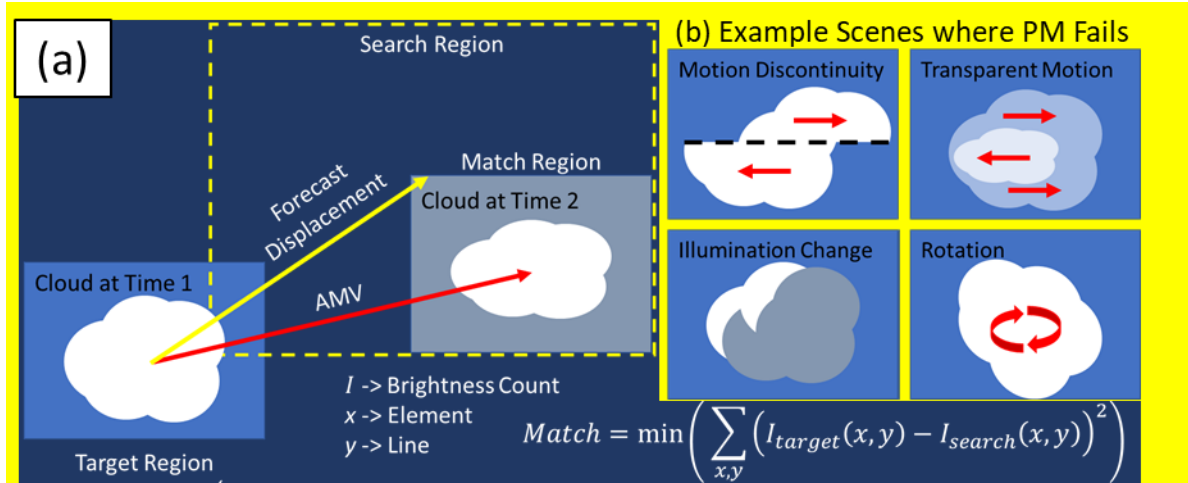 (a)
Search Region
Match Region
Forecast
Displacement
Cloud at Time 2
Cloud at Time 1
AMV
I -> Brightness Count
x -> Element
y -> Line
Target Region
Match = min(∑x,y (Itarget(x, y) − Isearch(x, y))²)
(b) Example Scenes where PM Fails
Motion Discontinuity
Transparent Motion
Illumination Change
Rotation